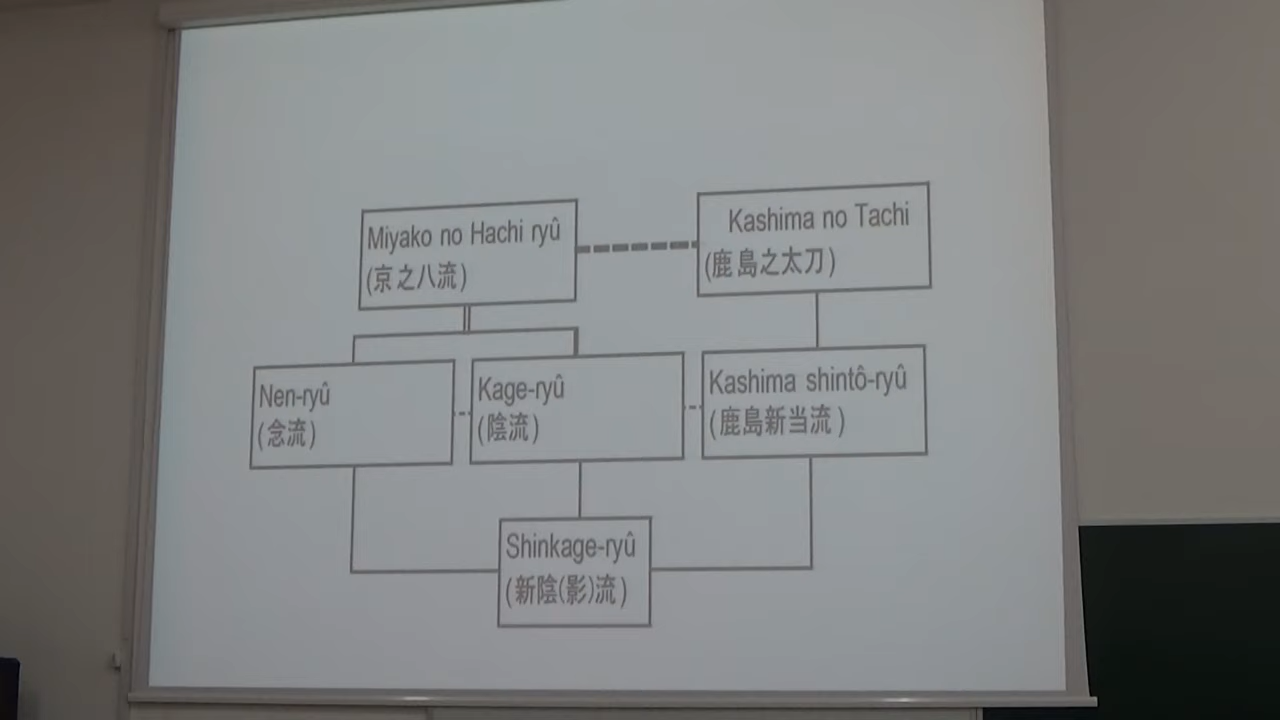 Miyako no Hachi ryû
(京之八流)
Kashima no Tachi
(鹿島之太刀)
Nen-ryû
(念流)
Kage-ryû
(陰流)
Kashima shintô-ryû
(鹿島新当流)
Shinkage-ryû
(新陰(影)流)